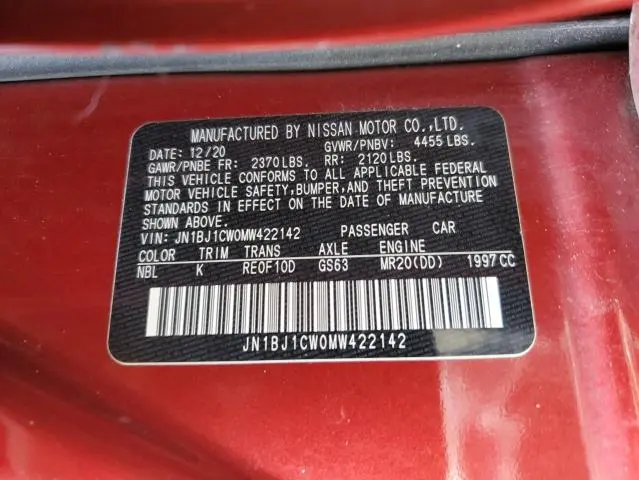 MANUFACTURED BY NISSAN MOTOR CO.,LTD.
DATE: 12/20 GVWR/PNBV: 4455 LBS.
GAWR/PNBE FR: 2370 LBS. RR: 2120 LBS.
THIS VEHICLE CONFORMS TO ALL APPLICABLE FEDERAL
MOTOR VEHICLE SAFETY,BUMPER,AND THEFT PREVENTION
STANDARDS IN EFFECT ON THE DATE OF MANUFACTURE
SHOWN ABOVE.
VIN: JN1BJ1CW0MW422142 PASSENGER CAR
COLOR TRIM TRANS AXLE ENGINE
NBL K RE0F10D GS63 MR20(DD) 1997CC
JN1BJ1CW0MW422142